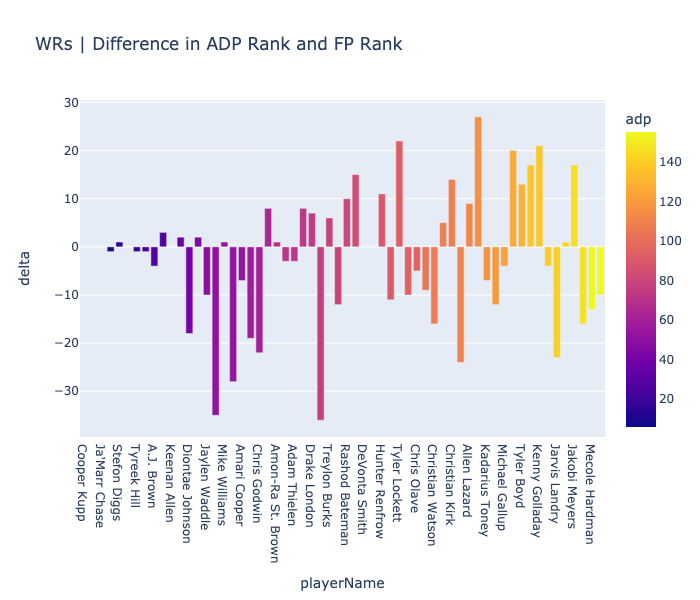 WRs | Difference in ADP Rank and FP Rank
adp
30
20
10
0
−10
−20
−30
delta
140
120
100
80
60
40
20
Cooper Kupp
Ja'Marr Chase
Stefon Diggs
Tyreek Hill
A.J. Brown
Keenan Allen
Diontae Johnson
Jaylen Waddle
Mike Williams
Amari Cooper
Chris Godwin
Amon-Ra St. Brown
Adam Thielen
Drake London
Treylon Burks
Rashod Bateman
DeVonta Smith
Hunter Renfrow
Tyler Lockett
Chris Olave
Christian Watson
Christian Kirk
Allen Lazard
Kadarius Toney
Michael Gallup
Tyler Boyd
Kenny Golladay
Jarvis Landry
Jakobi Meyers
Mecole Hardman
playerName